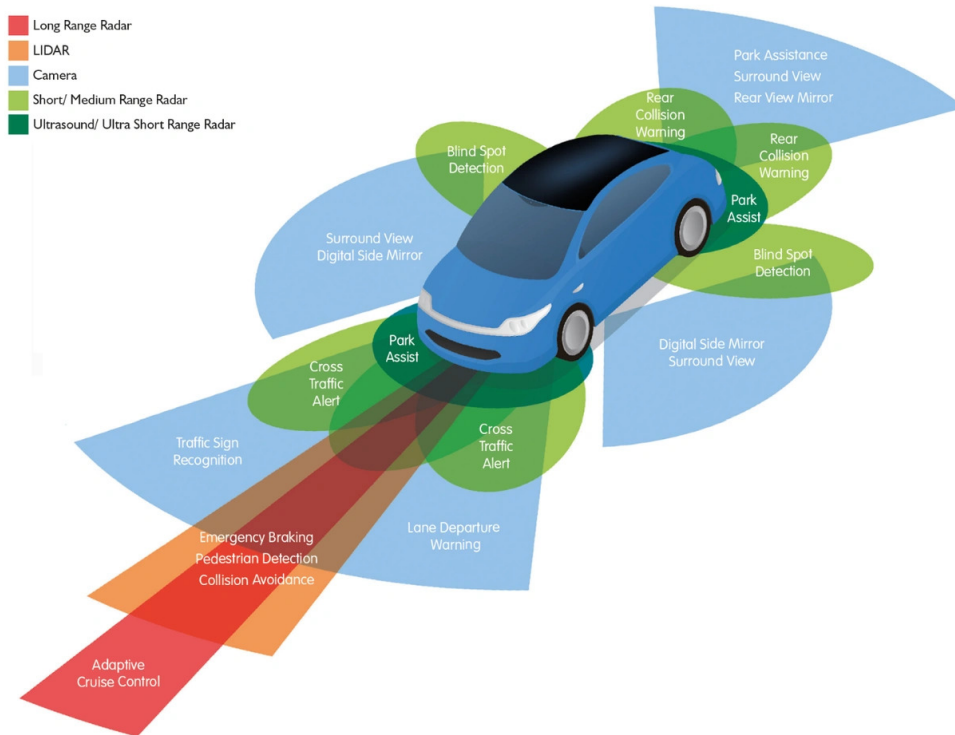 Long Range Radar
LIDAR
Camera
Short/ Medium Range Radar
Ultrasound/ Ultra Short Range Radar
Park Assistance
Surround View
Rear View Mirror
Rear
Collision
Warning
Rear
Collision
Warning
Blind Spot
Detection
Park
Assist
Surround View
Digital Side Mirror
Blind Spot
Detection
Digital Side Mirror
Surround View
Park
Assist
Cross
Traffic
Alert
Cross
Traffic
Alert
Traffic Sign
Recognition
Lane Departure
Warning
Emergency Braking
Pedestrian Detection
Collision Avoidance
Adaptive
Cruise Control